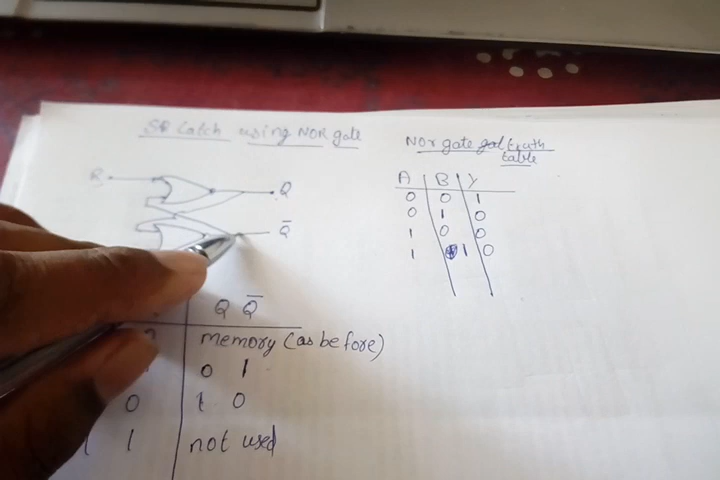 SR Latch using NOR gate
R Q
Q̅
Q Q̅
memory (as before)
0 1
0 1 0
1 1 not used
NOr gate truth
table
A B Y
0 0 1
0 1 0
1 0 0
1 1 0